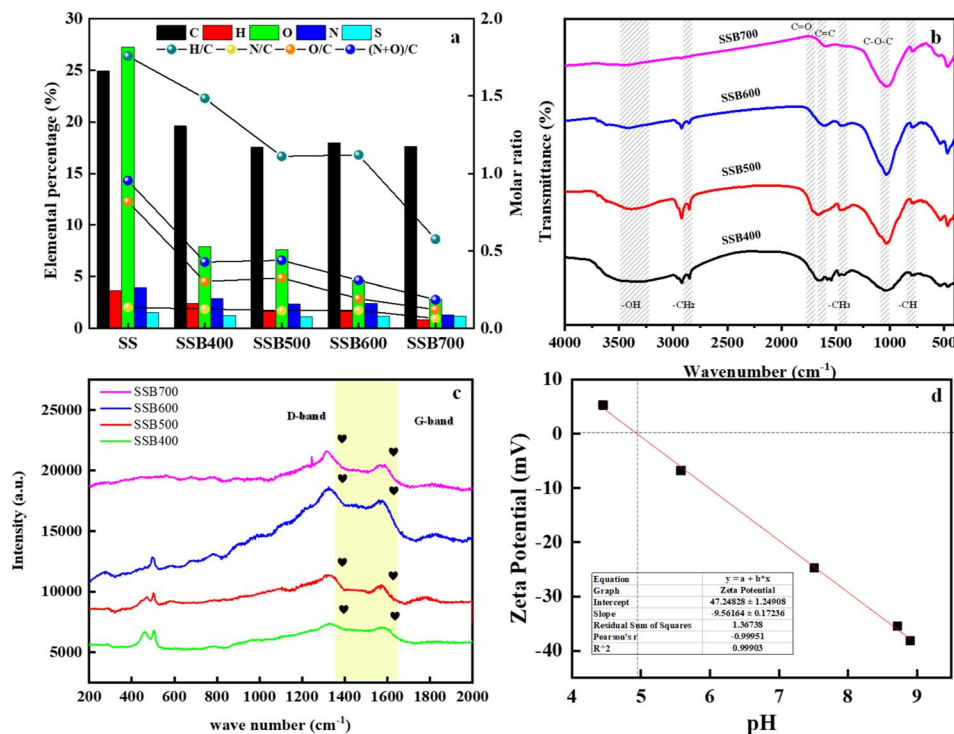 C H O N S
H/C N/C O/C (N+O)/C
a
Elemental percentage (%)
30
25
20
15
10
5
0
Molar ratio
2.0
1.5
1.0
0.5
0.0
SS SSB400 SSB500 SSB600 SSB700
b
C=O
C=C
C-O-C
SSB700
SSB600
SSB500
SSB400
-OH
-CH₂
-CH₃
-CH
Transmittance (%)
4000 3500 3000 2500 2000 1500 1000 500
Wavenumber (cm⁻¹)
c
SSB700
SSB600
SSB500
SSB400
D-band
G-band
Intensity (a.u.)
25000
20000
15000
10000
5000
200 400 600 800 1000 1200 1400 1600 1800 2000
wave number (cm⁻¹)
d
Zeta Potential (mV)
10
0
-10
-20
-30
-40
Equation y = a + b*x
Graph Zeta Potential
Intercept 47.24828 ± 1.24908
Slope -9.56164 ± 0.17236
Residual Sum of Squares 1.36738
Pearson's r -0.99951
R^2 0.99903
4 5 6 7 8 9
pH